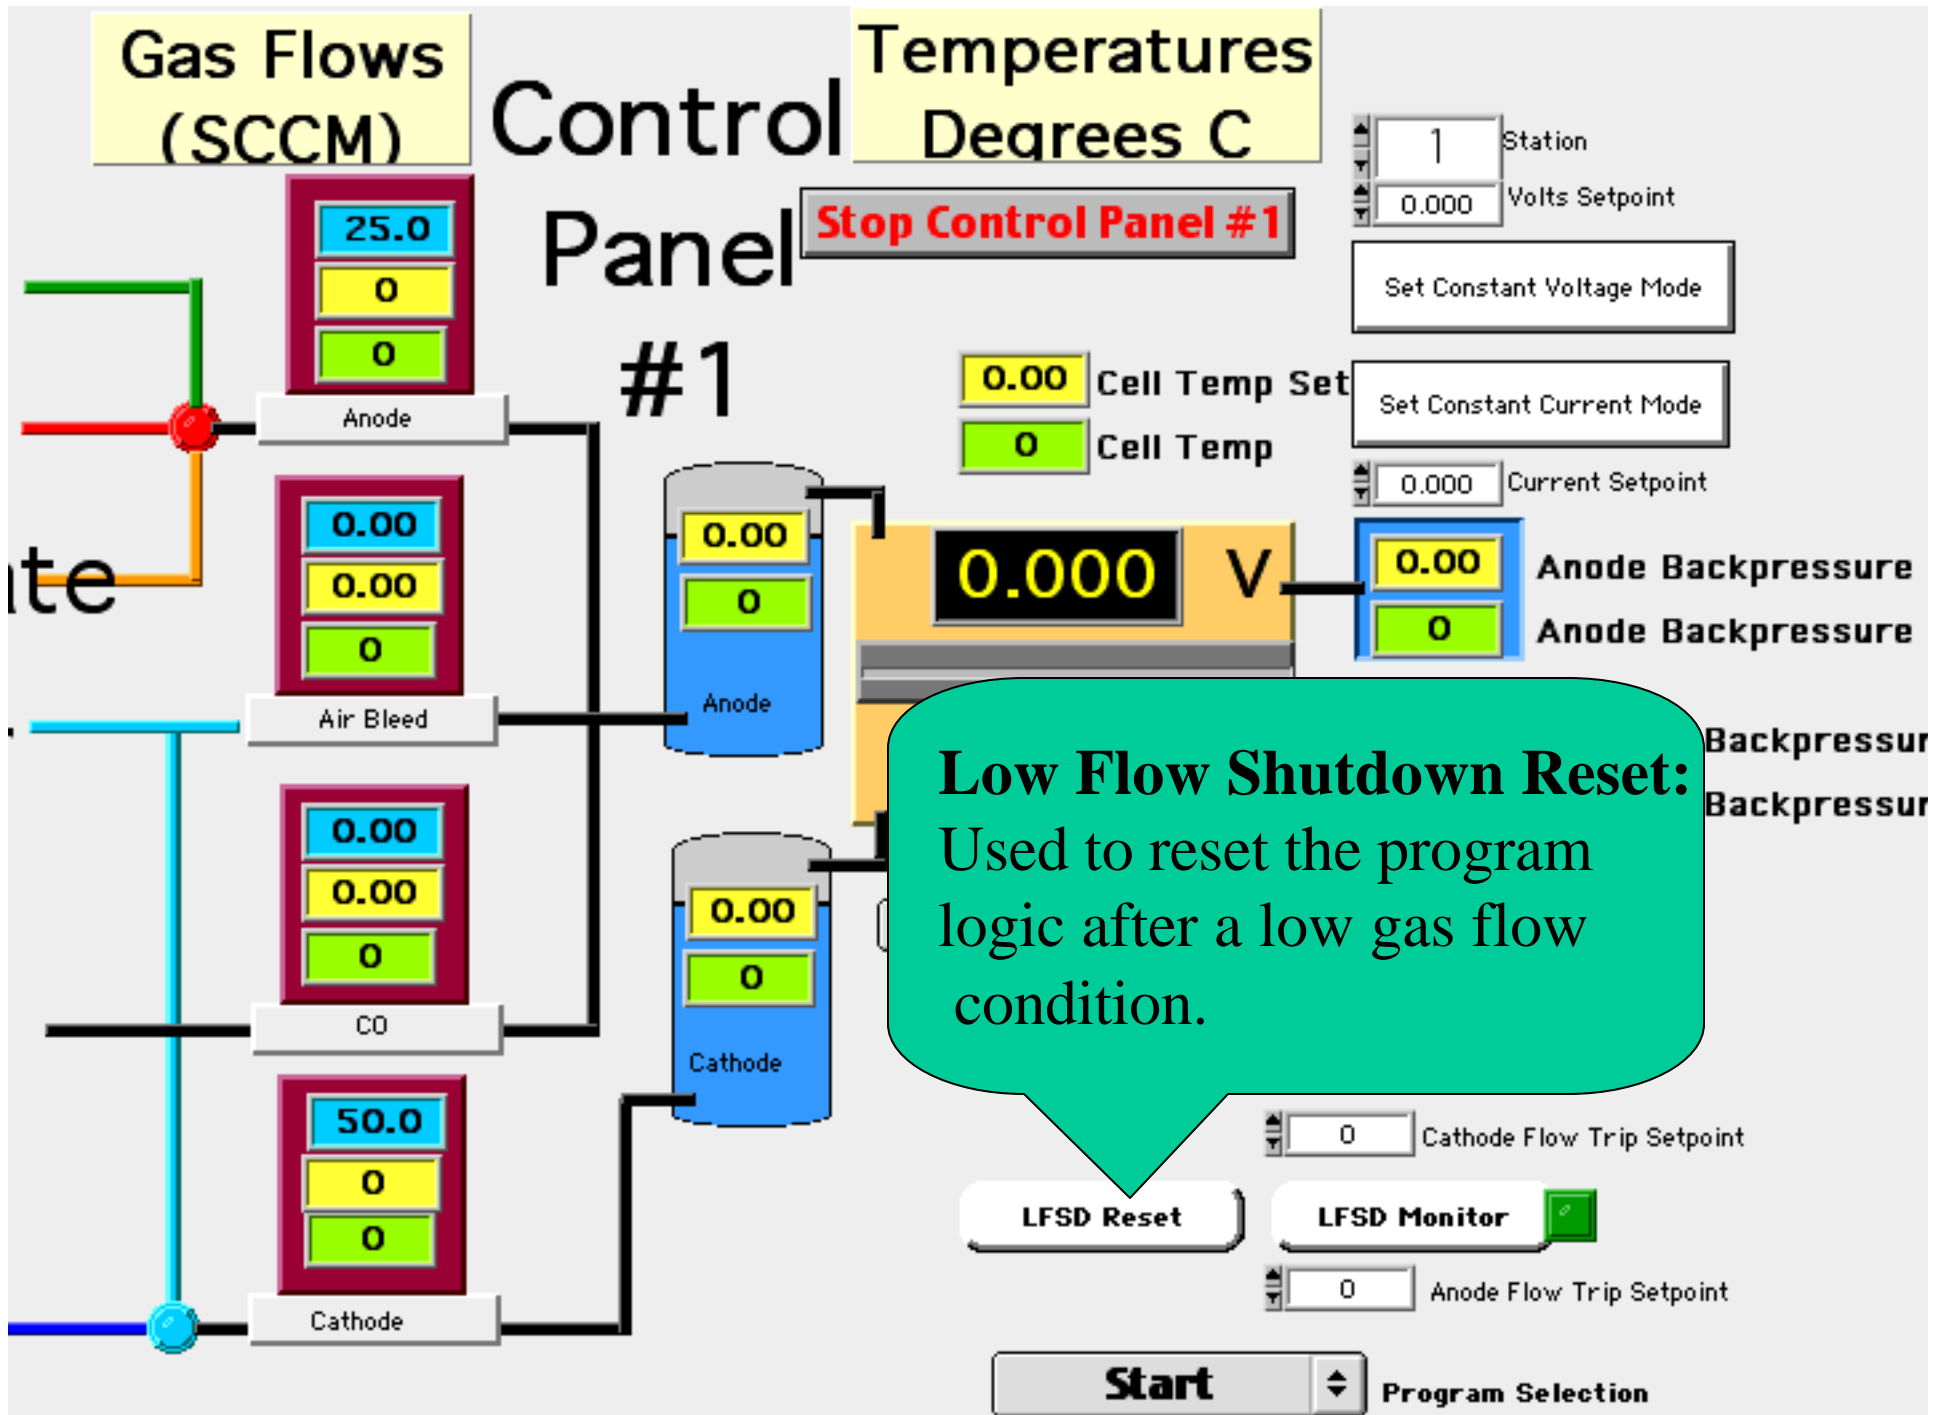 Gas Flows
(SCCM)
Control
Panel
#1
Temperatures
Degrees C
Stop Control Panel #1
1 Station
0.000 Volts Setpoint
Set Constant Voltage Mode
Set Constant Current Mode
0.000 Current Setpoint
25.0
0
0
Anode
0.00 Cell Temp Set
0 Cell Temp
0.00
0.00
0
Air Bleed
0.00
0
Anode
0.000 V
0.00 Anode Backpressure
0 Anode Backpressure
Backpressur
Backpressur
Low Flow Shutdown Reset:
Used to reset the program
logic after a low gas flow
condition.
0.00
0.00
0
CO
0.00
0
Cathode
50.0
0
0
Cathode
0 Cathode Flow Trip Setpoint
LFSD Reset
LFSD Monitor
0 Anode Flow Trip Setpoint
Start Program Selection